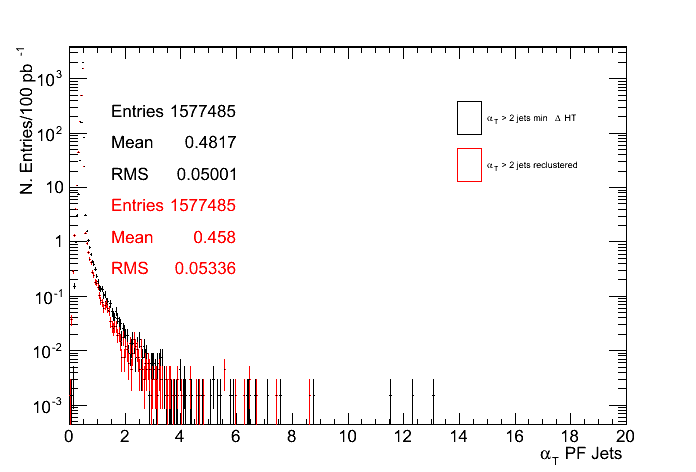 N. Entries/100 pb⁻¹
10³
10²
10
1
10⁻¹
10⁻²
10⁻³
Entries 1577485
Mean 0.4817
RMS 0.05001
Entries 1577485
Mean 0.458
RMS 0.05336
α_T > 2 jets min Δ HT
α_T > 2 jets reclustered
0 2 4 6 8 10 12 14 16 18 20
α_T PF Jets